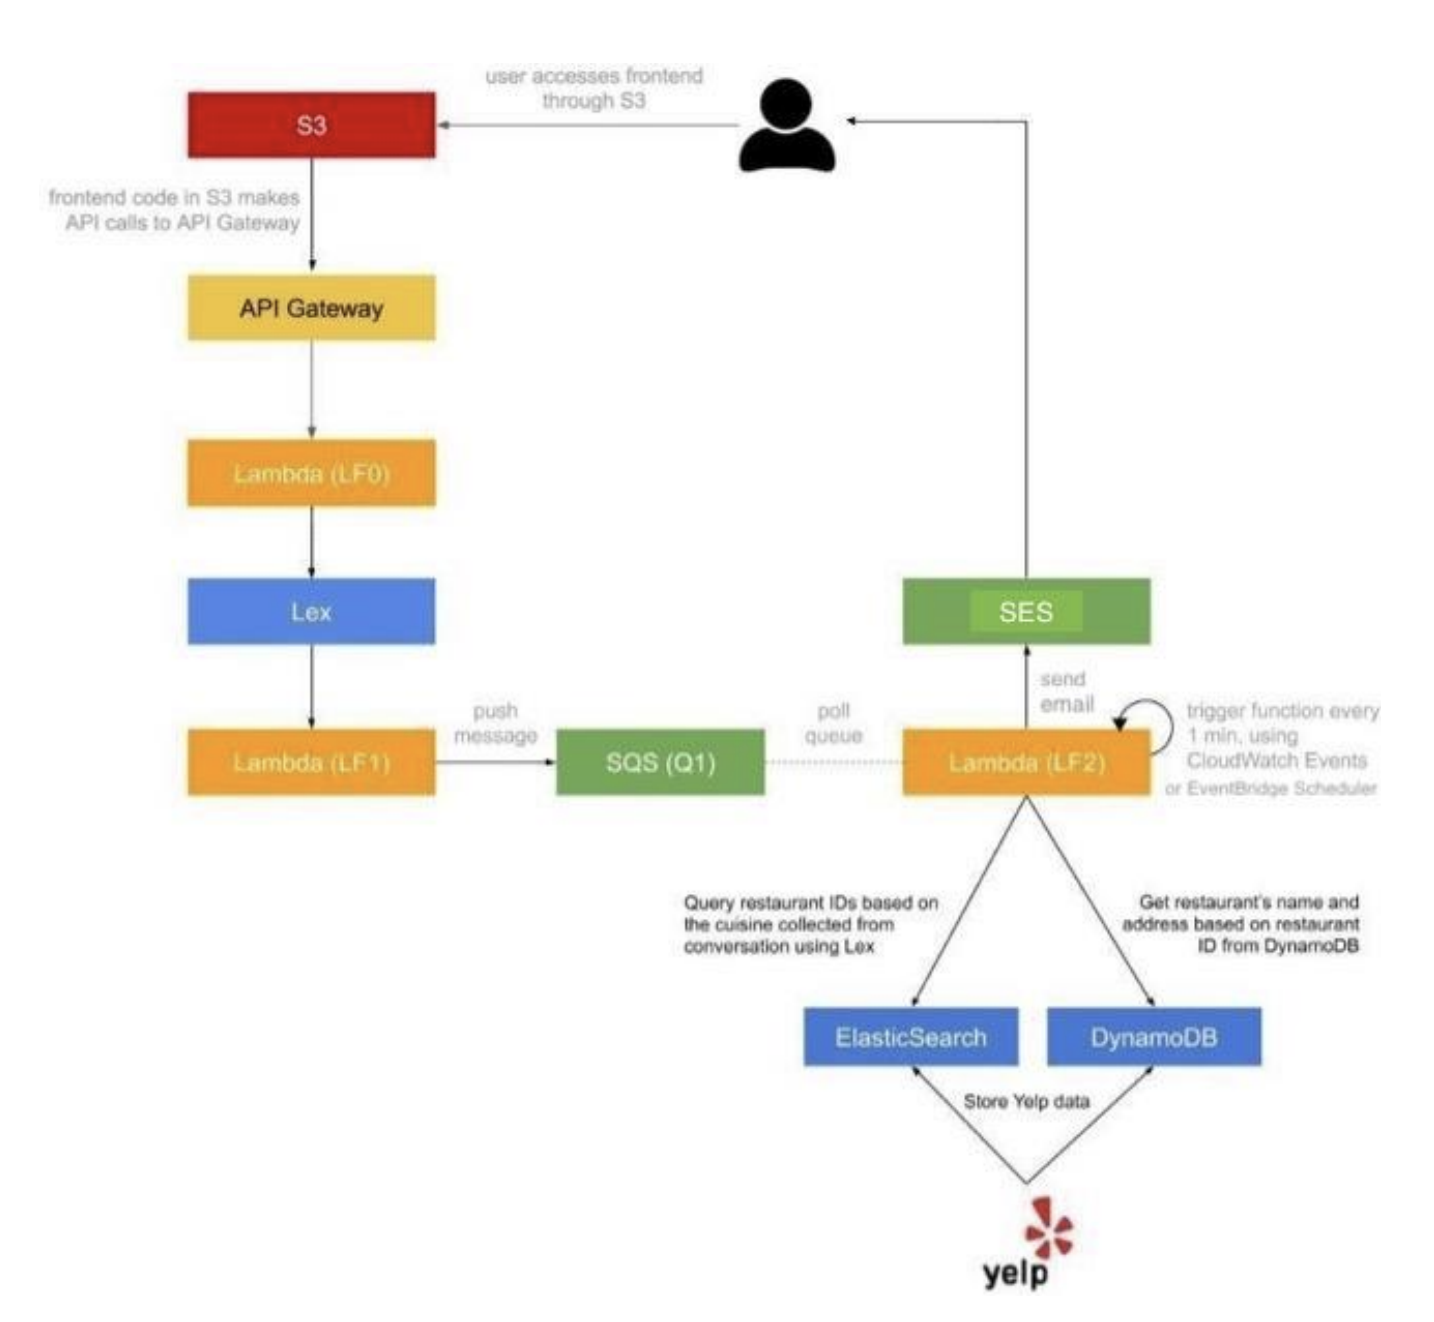 user accesses frontend
through S3
S3
frontend code in S3 makes
API calls to API Gateway
API Gateway
Lambda (LF0)
Lex
SES
send
email
push
message
poll
queue
trigger function every
1 min, using
CloudWatch Events
or EventBridge Scheduler
Lambda (LF1)
SQS (Q1)
Lambda (LF2)
Query restaurant IDs based on
the cuisine collected from
conversation using Lex
Get restaurant's name and
address based on restaurant
ID from DynamoDB
ElasticSearch
DynamoDB
Store Yelp data
yelp